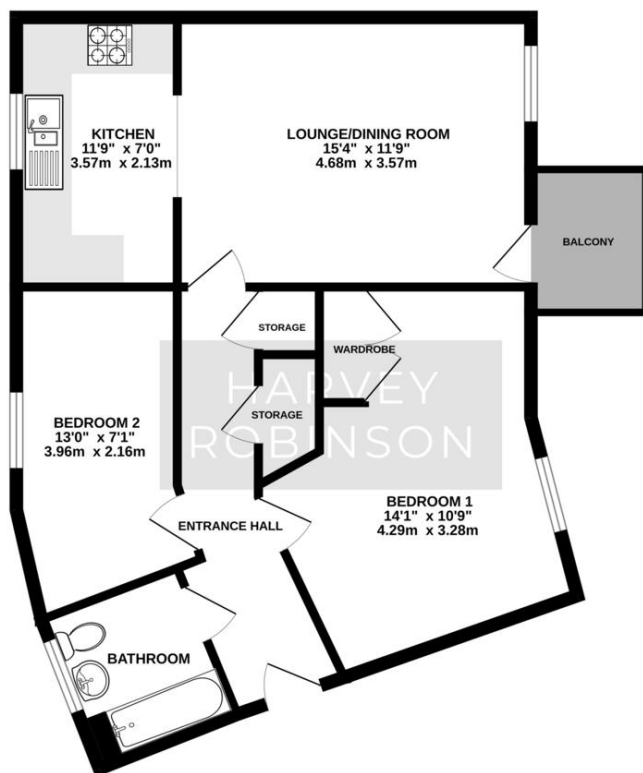 KITCHEN
11'9" x 7'0"
3.57m x 2.13m
LOUNGE/DINING ROOM
15'4" x 11'9"
4.68m x 3.57m
BALCONY
STORAGE
WARDROBE
HARVEY
ROBINSON
STORAGE
BEDROOM 2
13'0" x 7'1"
3.96m x 2.16m
BEDROOM 1
14'1" x 10'9"
4.29m x 3.28m
ENTRANCE HALL
BATHROOM